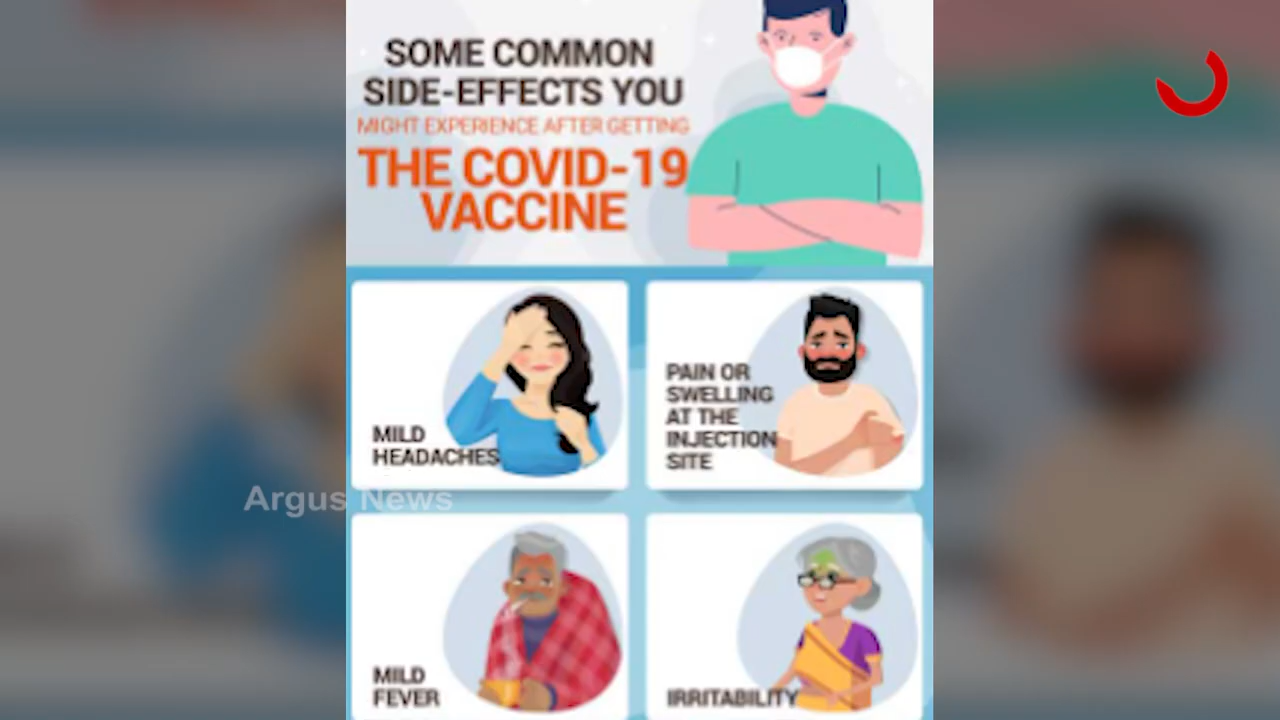 SOME COMMON
SIDE-EFFECTS YOU
MIGHT EXPERIENCE AFTER GETTING
THE COVID-19
VACCINE
MILD
HEADACHES
PAIN OR
SWELLING
AT THE
INJECTION
SITE
Argus News
MILD
FEVER
IRRITABILITY